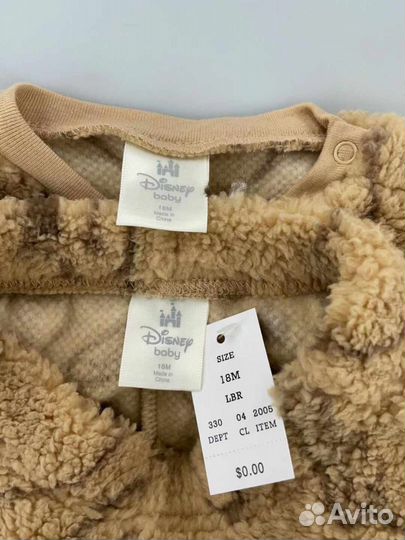 Disney
baby
18M
Made in
China
Disney
baby
18M
Made in
China
SIZE
18M
LBR
330 04 2005
DEPT CL ITEM
$0.00
Avito